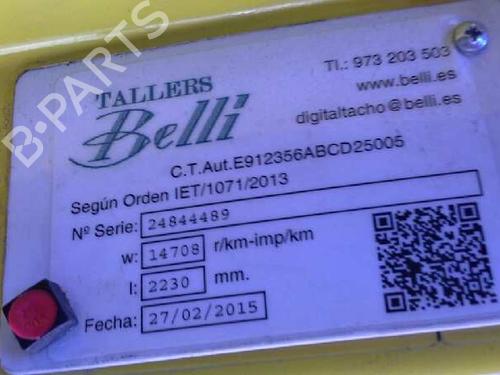 B-PARTS
TALLERS
Belli
Tl.: 973 203 503
www.belli.es
digitaltacho@belli.es
C.T.Aut.E912356ABCD25005
Según Orden IET/1071/2013
Nº Serie: 24844489
w: 14708 r/km-imp/km
l: 2230 mm.
Fecha: 27/02/2015